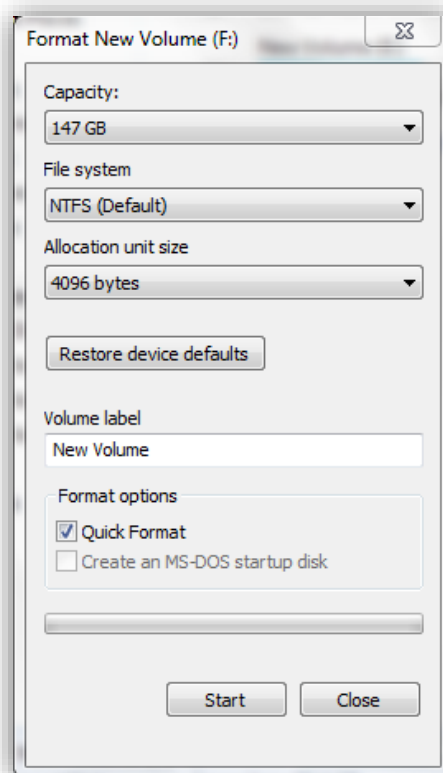 Format New Volume (F:)
Capacity:
147 GB
File system
NTFS (Default)
Allocation unit size
4096 bytes
Restore device defaults
Volume label
New Volume
Format options
Quick Format
Create an MS-DOS startup disk
Start
Close